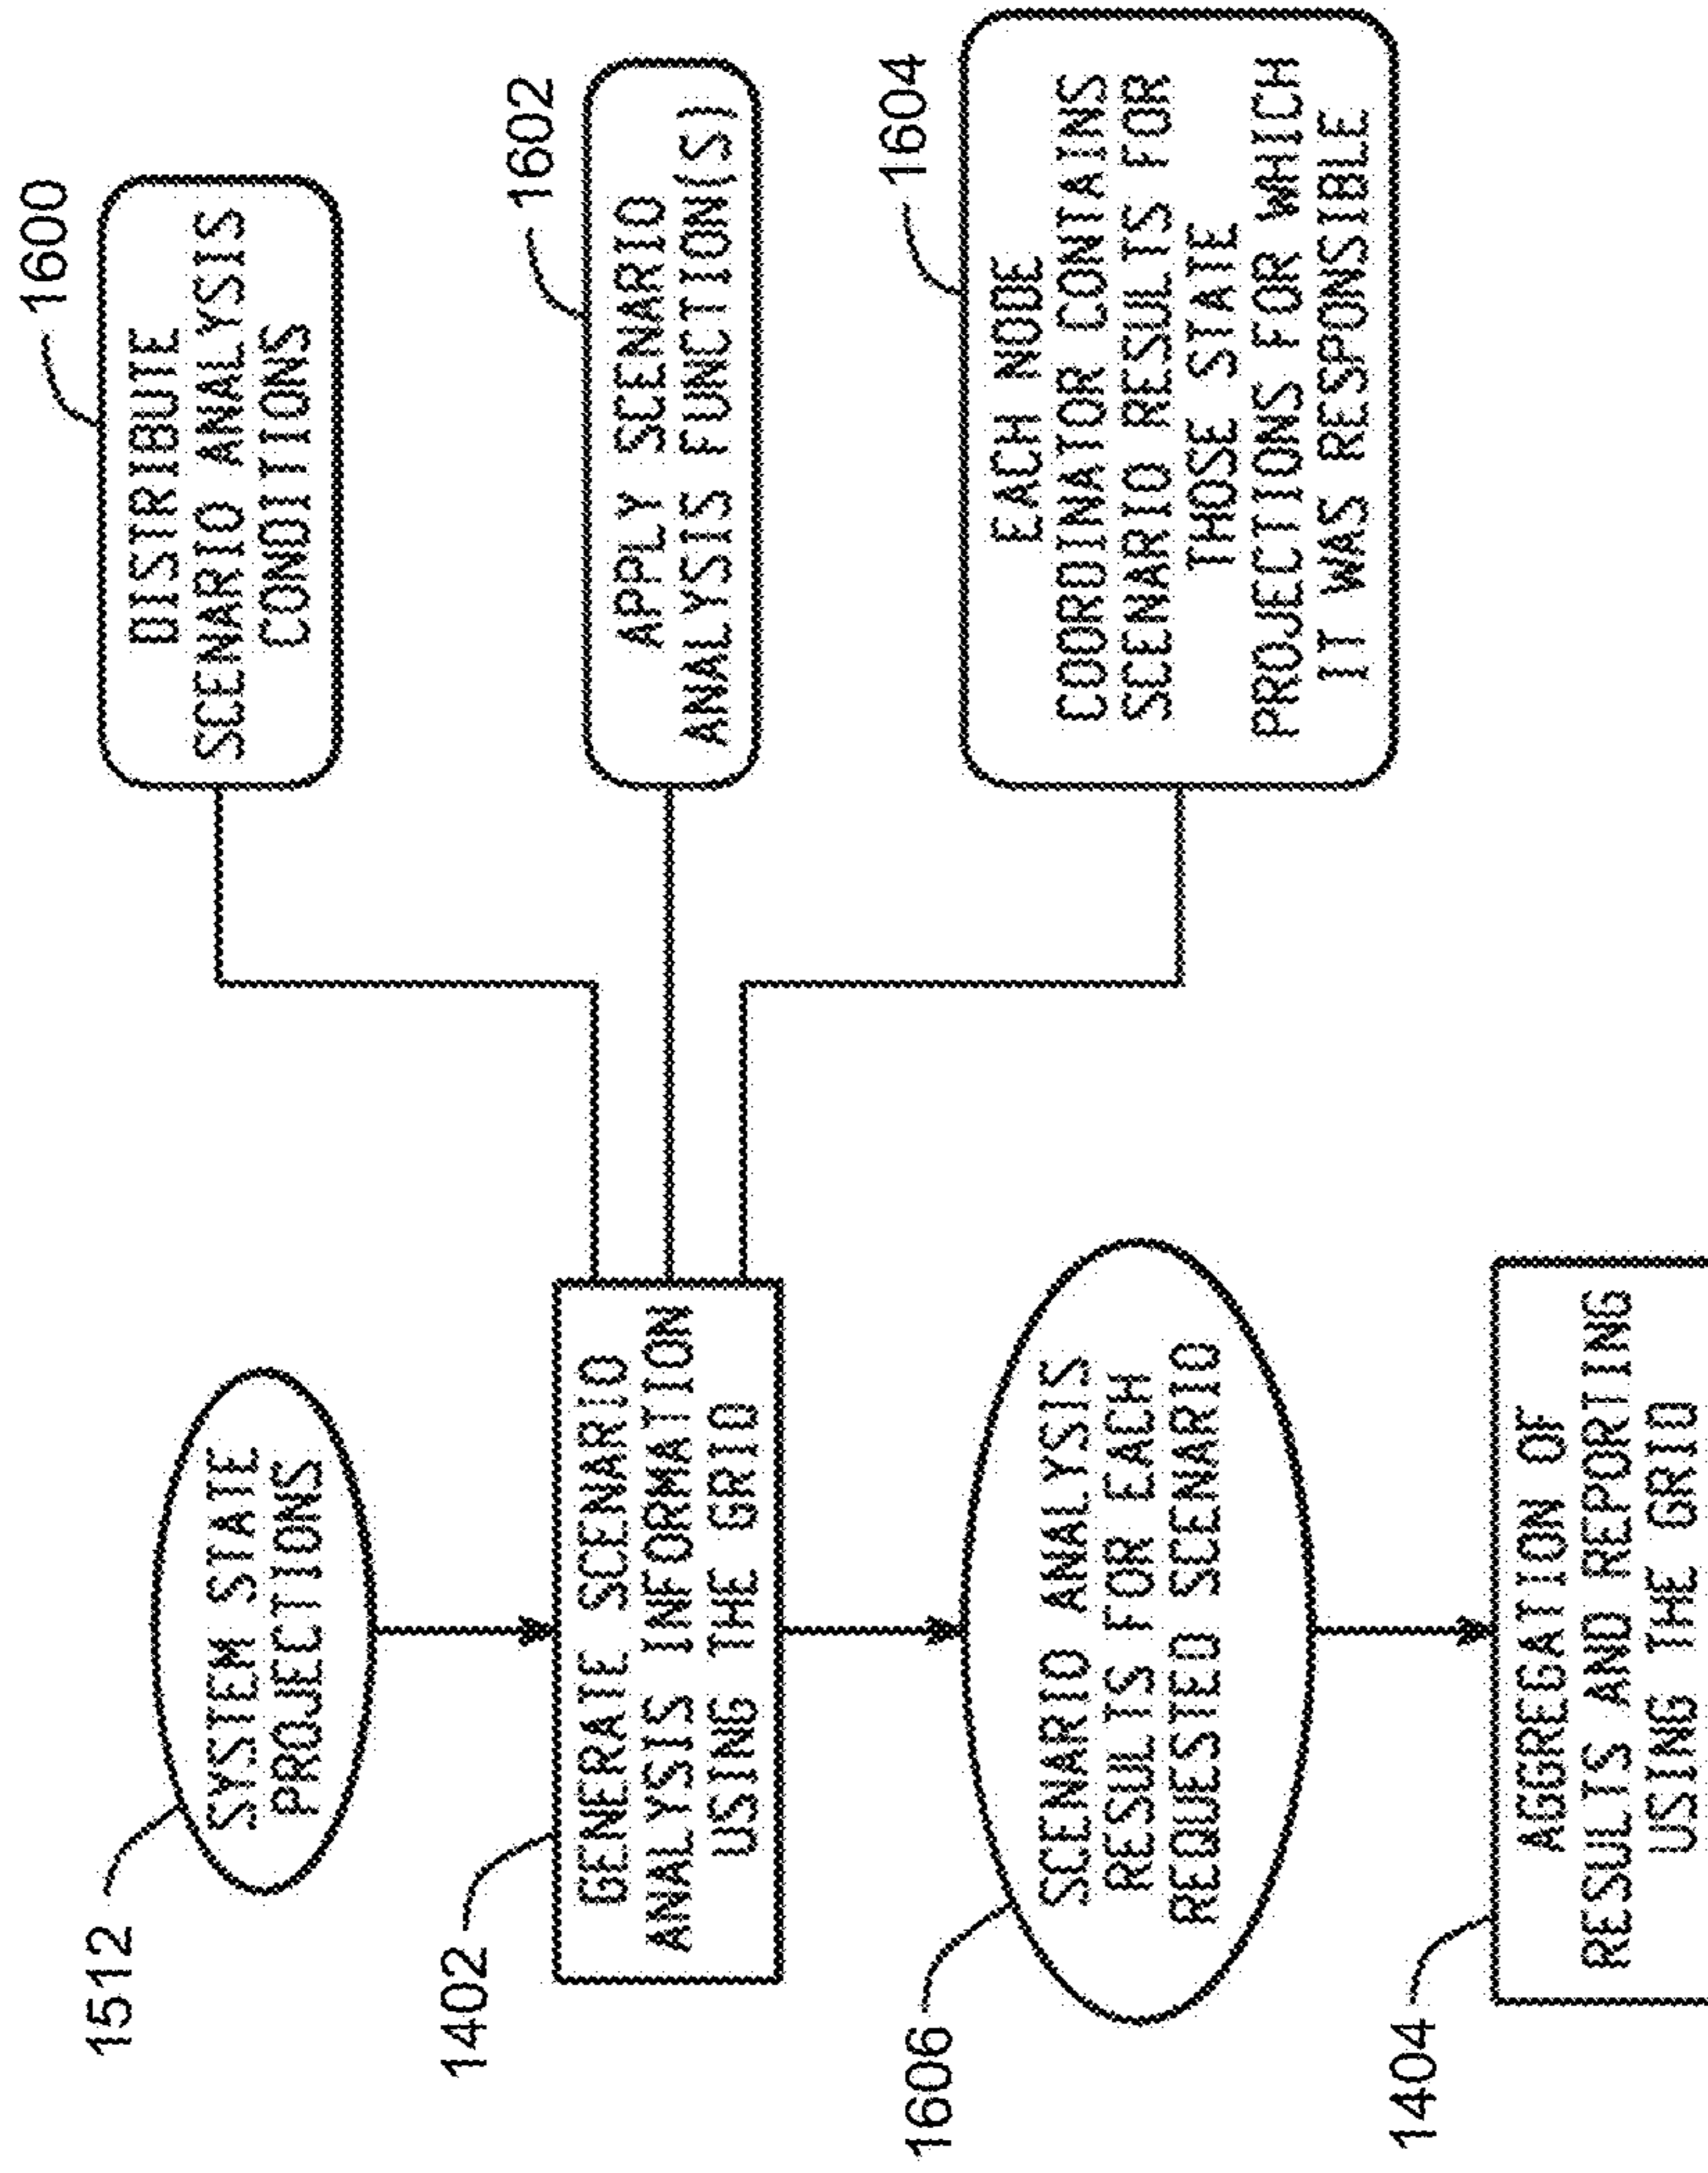 1512
SYSTEM STATE
PROJECTIONS
1402
GENERATE SCENARIO
ANALYSIS INFORMATION
USING THE GRID
1606
SCENARIO ANALYSIS
RESULTS FOR EACH
REQUESTED SCENARIO
1404
AGGREGATION OF
RESULTS AND REPORTING
USING THE GRID
1600
DISTRIBUTE
SCENARIO ANALYSIS
CONDITIONS
1602
APPLY SCENARIO
ANALYSIS FUNCTION(S)
1604
EACH NODE
COORDINATOR CONTAINS
SCENARIO RESULTS FOR
THOSE STATE
PROJECTIONS FOR WHICH
IT WAS RESPONSIBLE